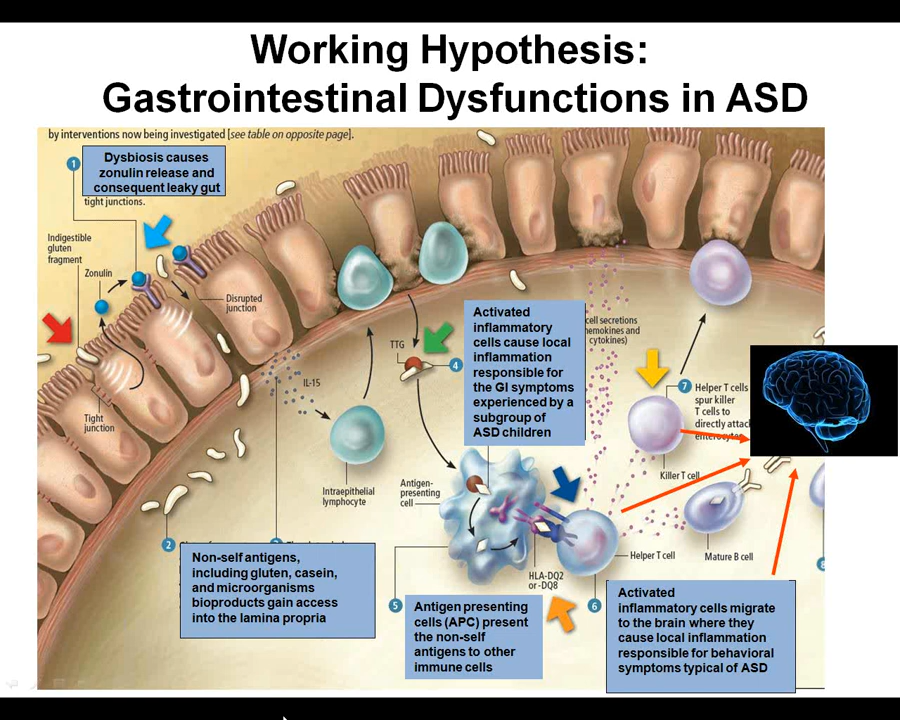 Working Hypothesis:
Gastrointestinal Dysfunctions in ASD
by interventions now being investigated [see table on opposite page].
1
Dysbiosis causes
zonulin release and
consequent leaky gut
tight junctions.
Indigestible
gluten
fragment
Zonulin
Disrupted
junction
Tight
junction
IL-15
TTG
4
Activated
inflammatory
cells cause local
inflammation
responsible for
the GI symptoms
experienced by a
subgroup of
ASD children
cell secretions
hemokines and
cytokines)
7
Helper T cells
spur killer
T cells to
directly attac
enterocytes
Killer T cell
Intraepithelial
lymphocyte
Antigen-
presenting
cell
Mature B cell
Helper T cell
HLA-DQ2
or -DQ8
2
Non-self antigens,
including gluten, casein,
and microorganisms
bioproducts gain access
into the lamina propria
5
Antigen presenting
cells (APC) present
the non-self
antigens to other
immune cells
6
Activated
inflammatory cells migrate
to the brain where they
cause local inflammation
responsible for behavioral
symptoms typical of ASD
8